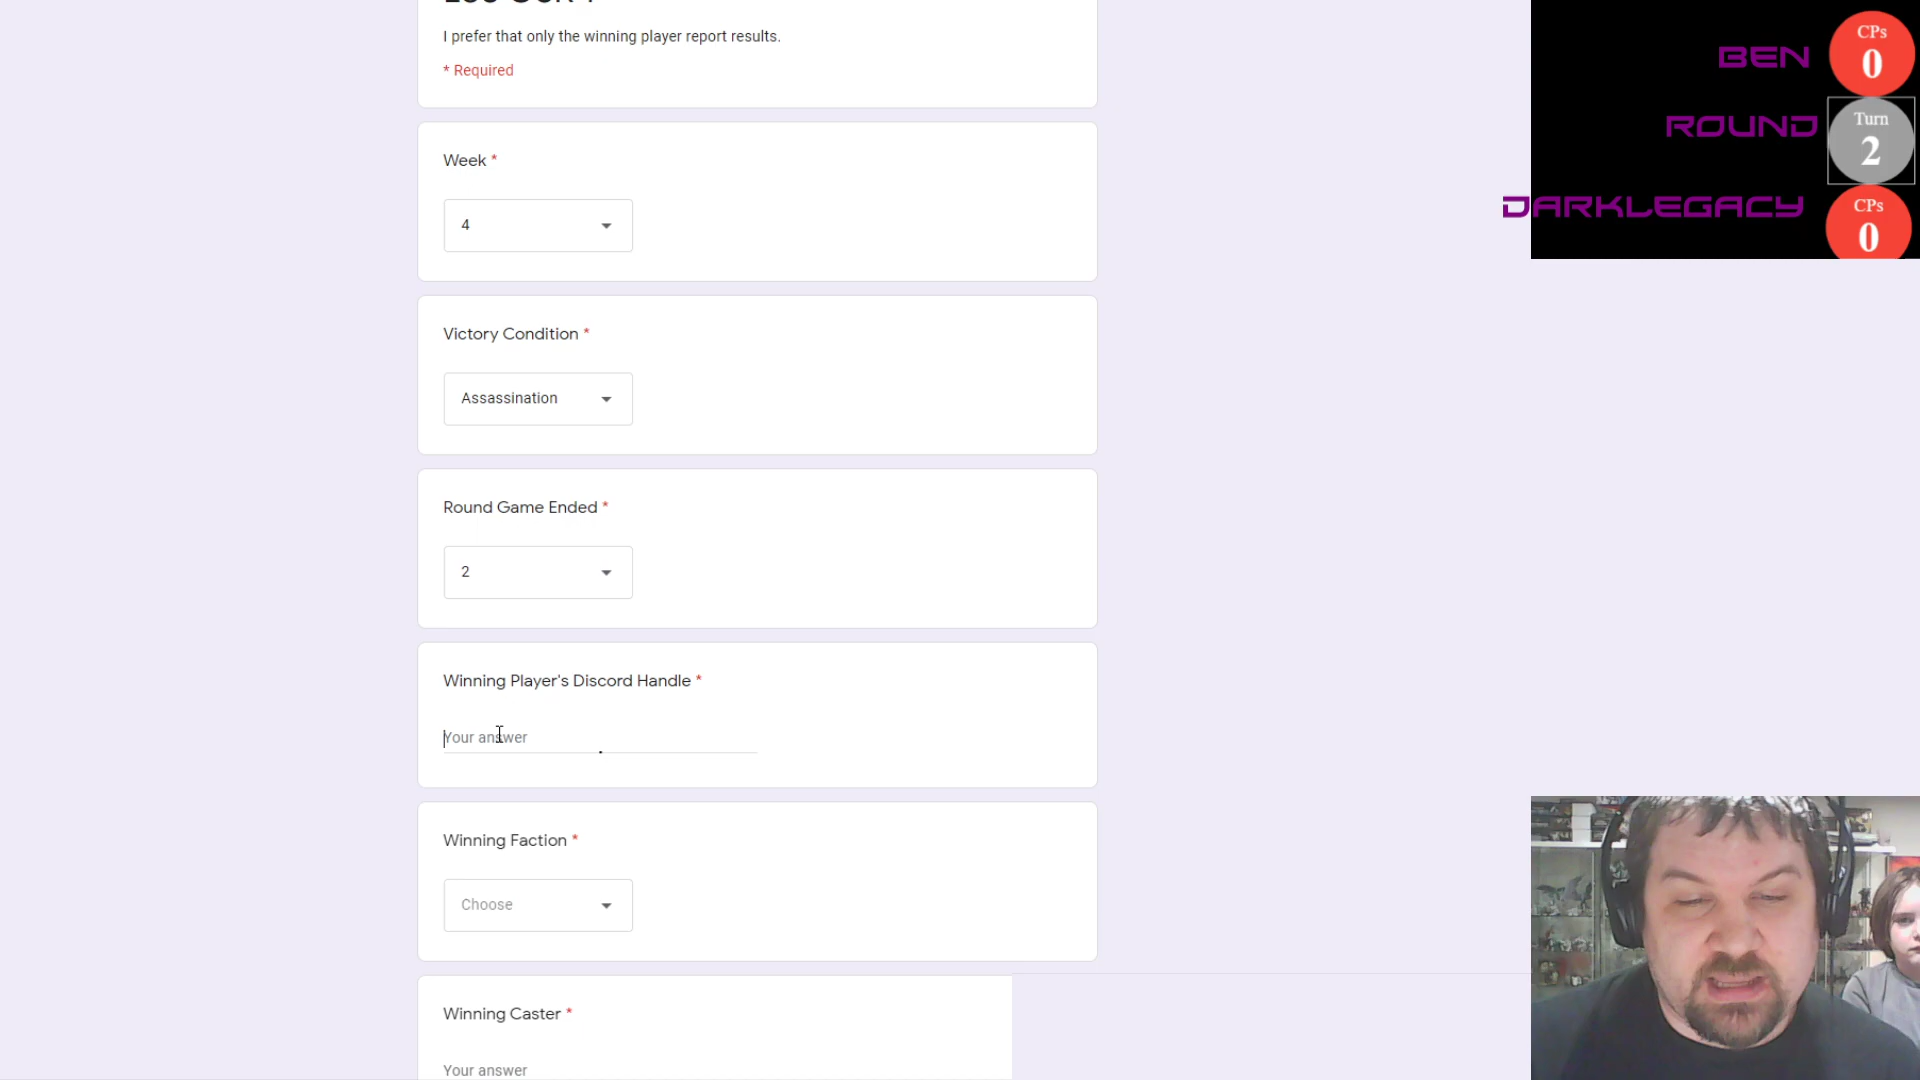 I prefer that only the winning player report results.
* Required
Week *
4
Victory Condition *
Assassination
Round Game Ended *
2
Winning Player's Discord Handle *
Your answer
Winning Faction *
Choose
Winning Caster *
Your answer
BEN
CPs
0
ROUND
Turn
2
DARKLEGACY
CPs
0